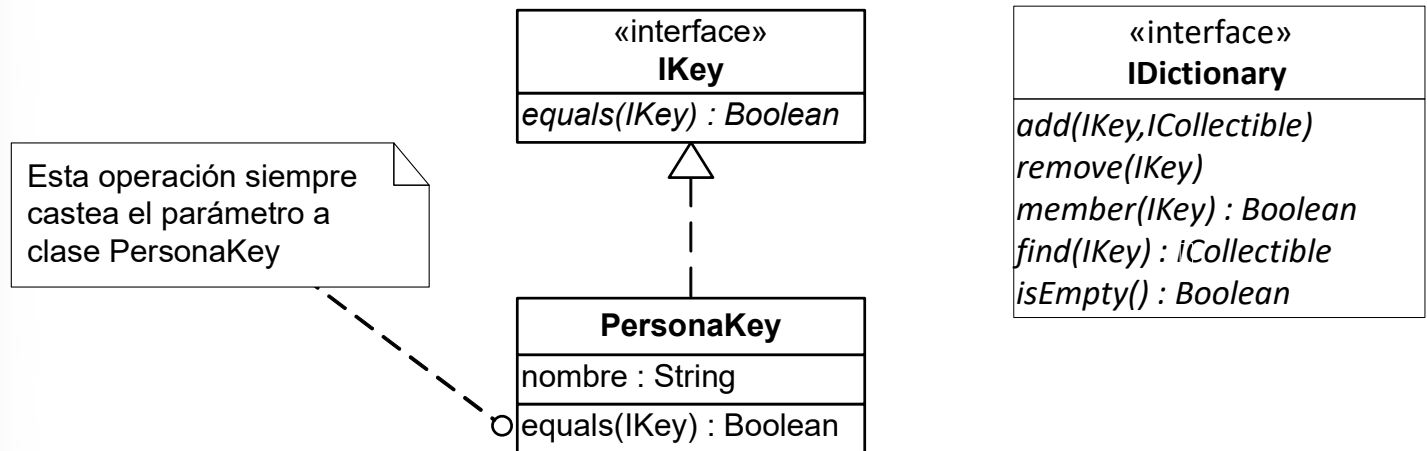 «interface»
IKey
equals(IKey) : Boolean
Esta operación siempre
castea el parámetro a
clase PersonaKey
PersonaKey
nombre : String
equals(IKey) : Boolean
«interface»
IDictionary
add(IKey,ICollectible)
remove(IKey)
member(IKey) : Boolean
find(IKey) : ICollectible
isEmpty() : Boolean